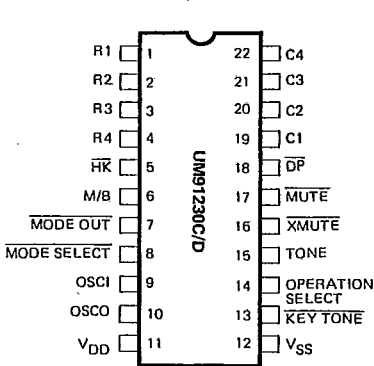 R1 1 22 C4
R2 2 21 C3
R3 3 20 C2
R4 4 19 C1
HK 5 18 DP
M/B 6 17 MUTE
MODE OUT 7 16 XMUTE
MODE SELECT 8 15 TONE
OSCI 9 14 OPERATION SELECT
OSCO 10 13 KEY TONE
VDD 11 12 VSS
UM91230C/D